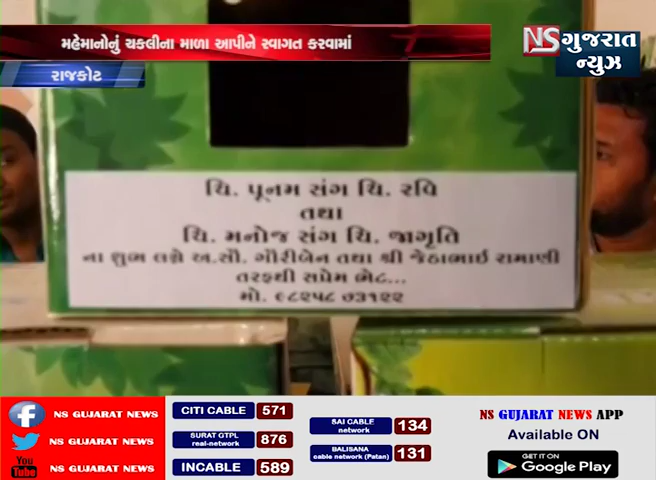 મહેમાનોનું ચકલીના માળા આપીને સ્વાગત કરવામાં
રાજકોટ
NS ગુજરાત
ન્યુઝ
ચિ. પૂનમ સંગ ચિ. રવિ
તથા
ચિ. મનોજ સંગ ચિ. જાગૃતિ
ના શુભ લગ્ને અ.સૌ. ગૌરીબેન તથા શ્રી જેઠાભાઈ રામાણી
તરફથી સપ્રેમ ભેટ...
મો. ૯૮૨૫૮ ૭૩૧૨૨
NS GUJARAT NEWS
NS GUJARAT NEWS
You Tube NS GUJARAT NEWS
CITI CABLE 571
SURAT GTPL real-network 876
INCABLE 589
SAI CABLE network 134
BALISANA cable network (Patan) 131
NS GUJARAT NEWS APP
Available ON
GET IT ON
Google Play